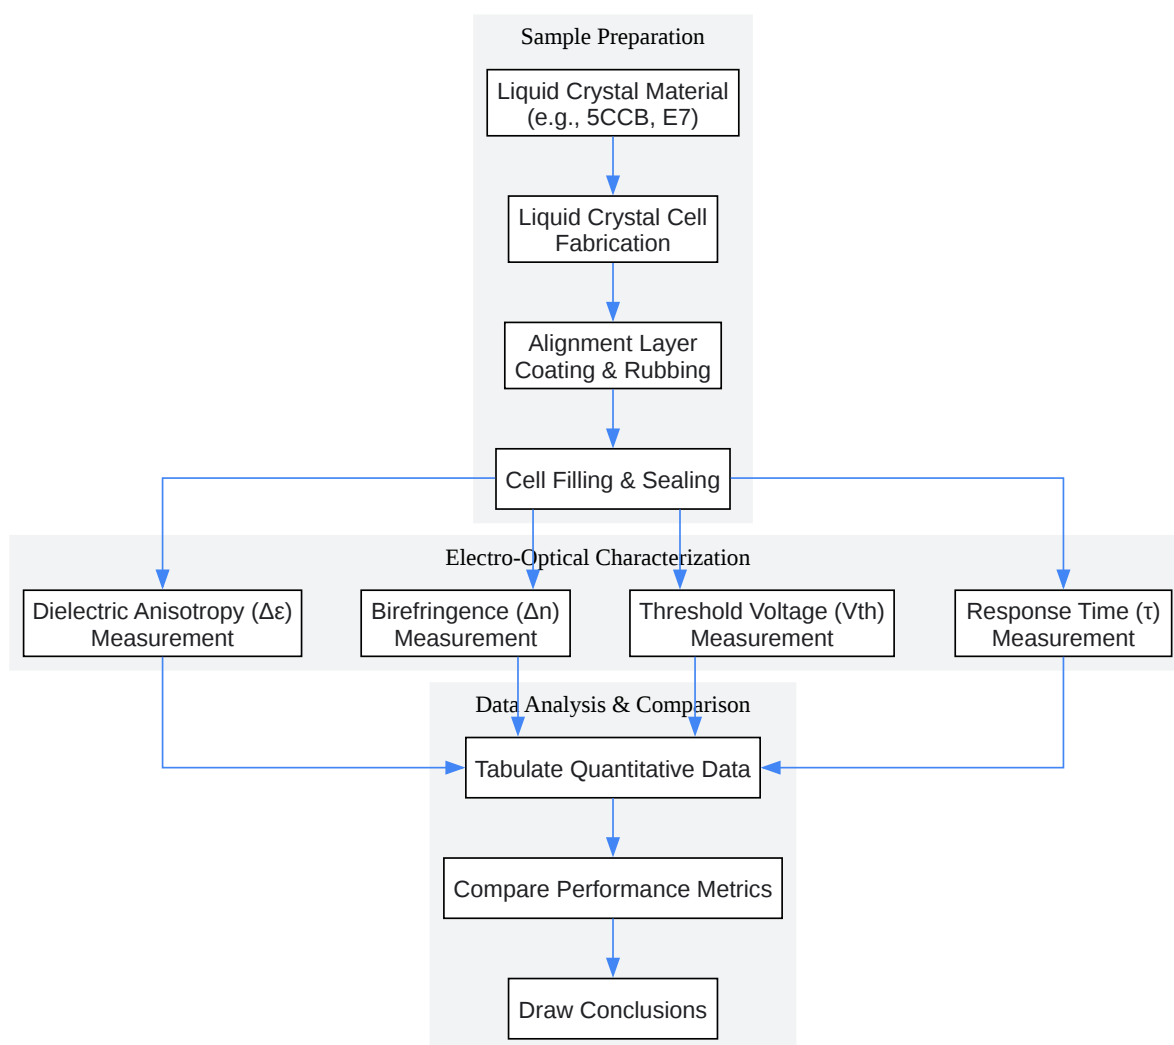 Sample Preparation
Liquid Crystal Material
(e.g., 5CCB, E7)
Liquid Crystal Cell
Fabrication
Alignment Layer
Coating & Rubbing
Cell Filling & Sealing
Electro-Optical Characterization
Dielectric Anisotropy (Δε)
Measurement
Birefringence (Δn)
Measurement
Threshold Voltage (Vth)
Measurement
Response Time (τ)
Measurement
Data Analysis & Comparison
Tabulate Quantitative Data
Compare Performance Metrics
Draw Conclusions